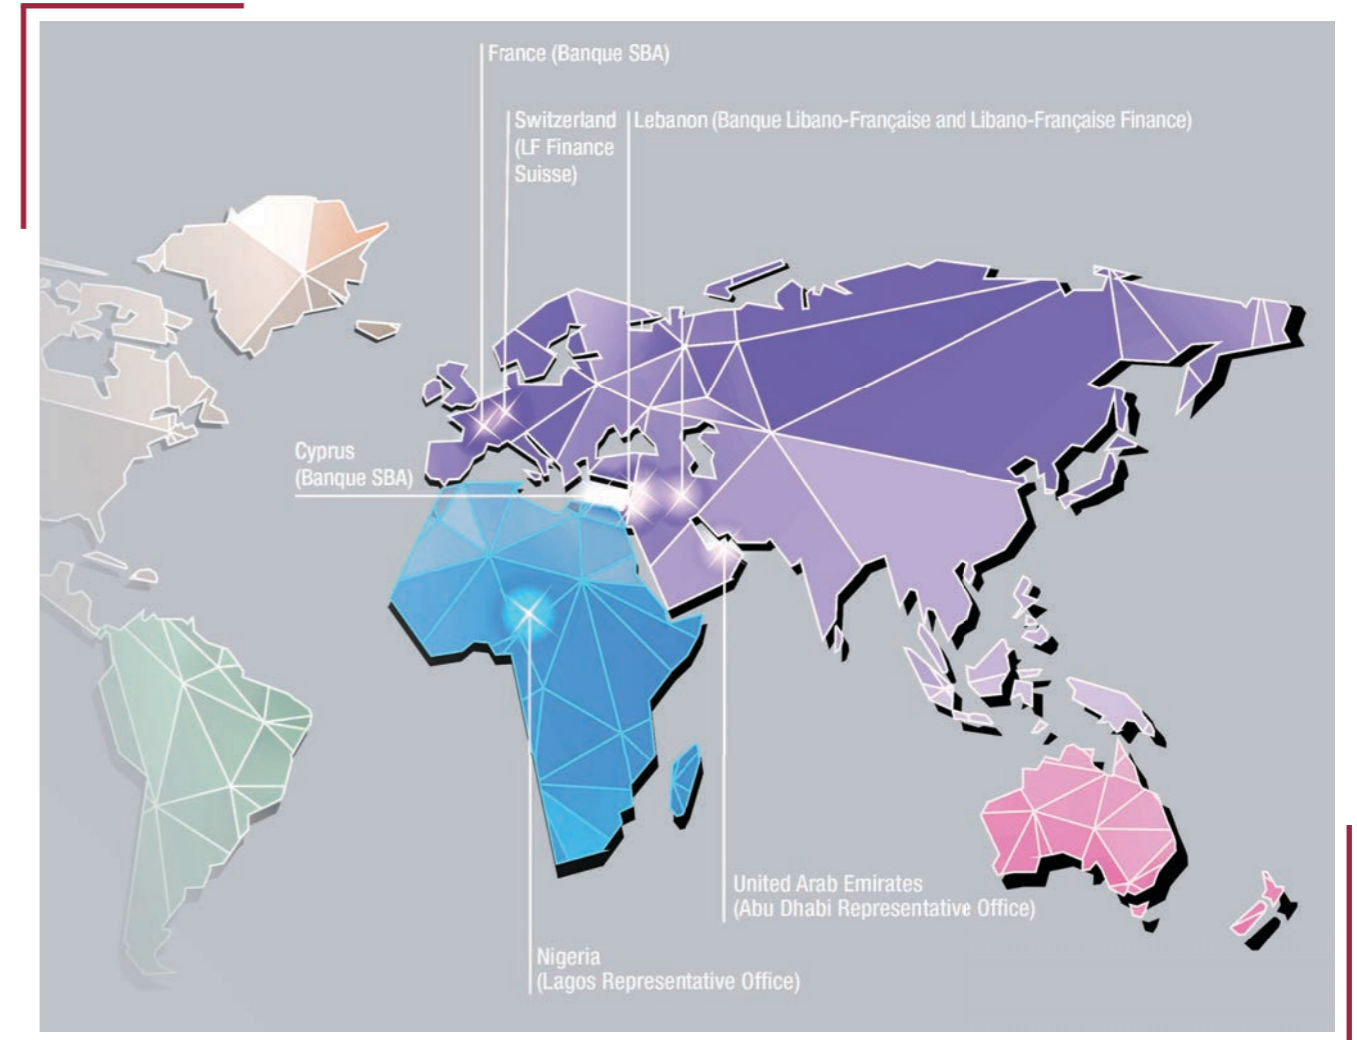 France (Banque SBA)
Switzerland
(LF Finance
Suisse)
Lebanon (Banque Libano-Française and Libano-Française Finance)
Cyprus
(Banque SBA)
United Arab Emirates
(Abu Dhabi Representative Office)
Nigeria
(Lagos Representative Office)